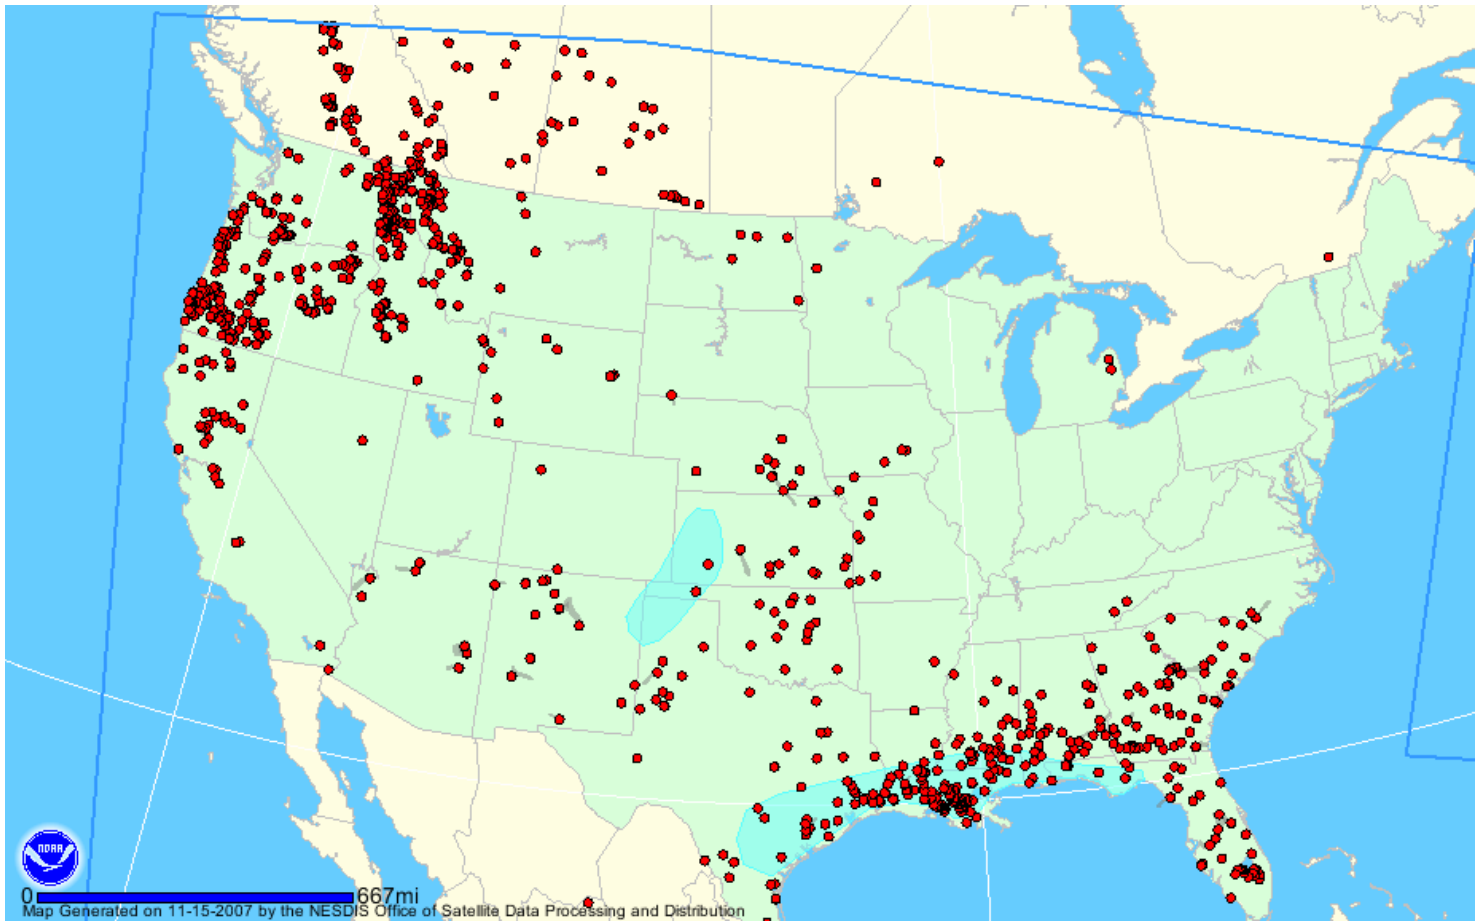 NOAA
0 667mi
Map Generated on 11-15-2007 by the NESDIS Office of Satellite Data Processing and Distribution